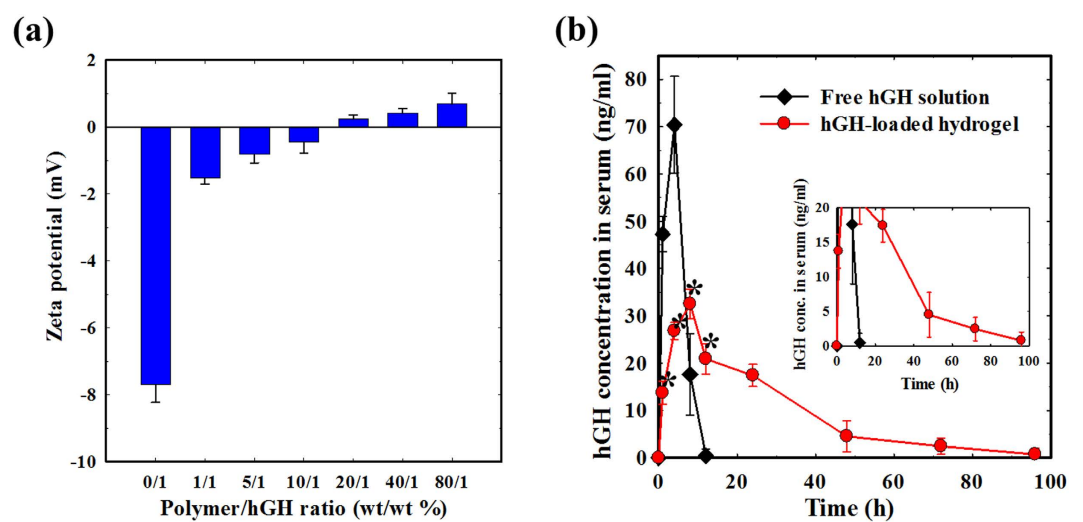 (a)
2
0
-2
-4
-6
-8
-10
Zeta potential (mV)
0/1 1/1 5/1 10/1 20/1 40/1 80/1
Polymer/hGH ratio (wt/wt %)
(b)
80
70
60
50
40
30
20
10
0
hGH concentration in serum (ng/ml)
Free hGH solution
hGH-loaded hydrogel
*
*
*
*
20
15
10
5
0
hGH conc. in serum (ng/ml)
0 20 40 60 80 100
Time (h)
0 20 40 60 80 100
Time (h)